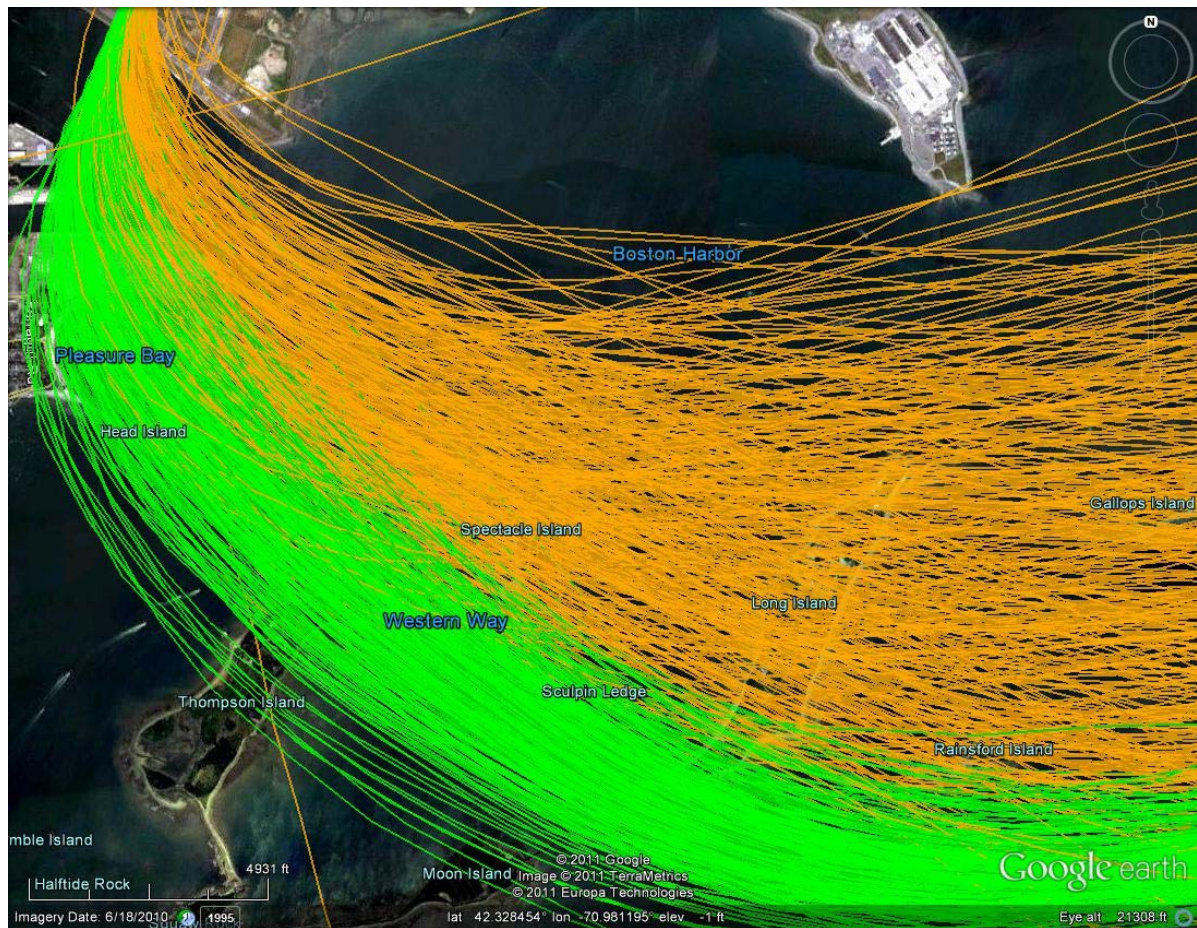 N
Boston Harbor
Pleasure Bay
Head Island
Gallops Island
Spectacle Island
Long Island
Western Way
Sculpin Ledge
Thompson Island
Rainsford Island
mble Island
4931 ft
Halftide Rock
Moon Island
© 2011 Google
Image © 2011 TerraMetrics
© 2011 Europa Technologies
Google earth
Imagery Date: 6/18/2010
1995
lat 42.328454° lon -70.981195° elev -1 ft
Eye alt 21308 ft